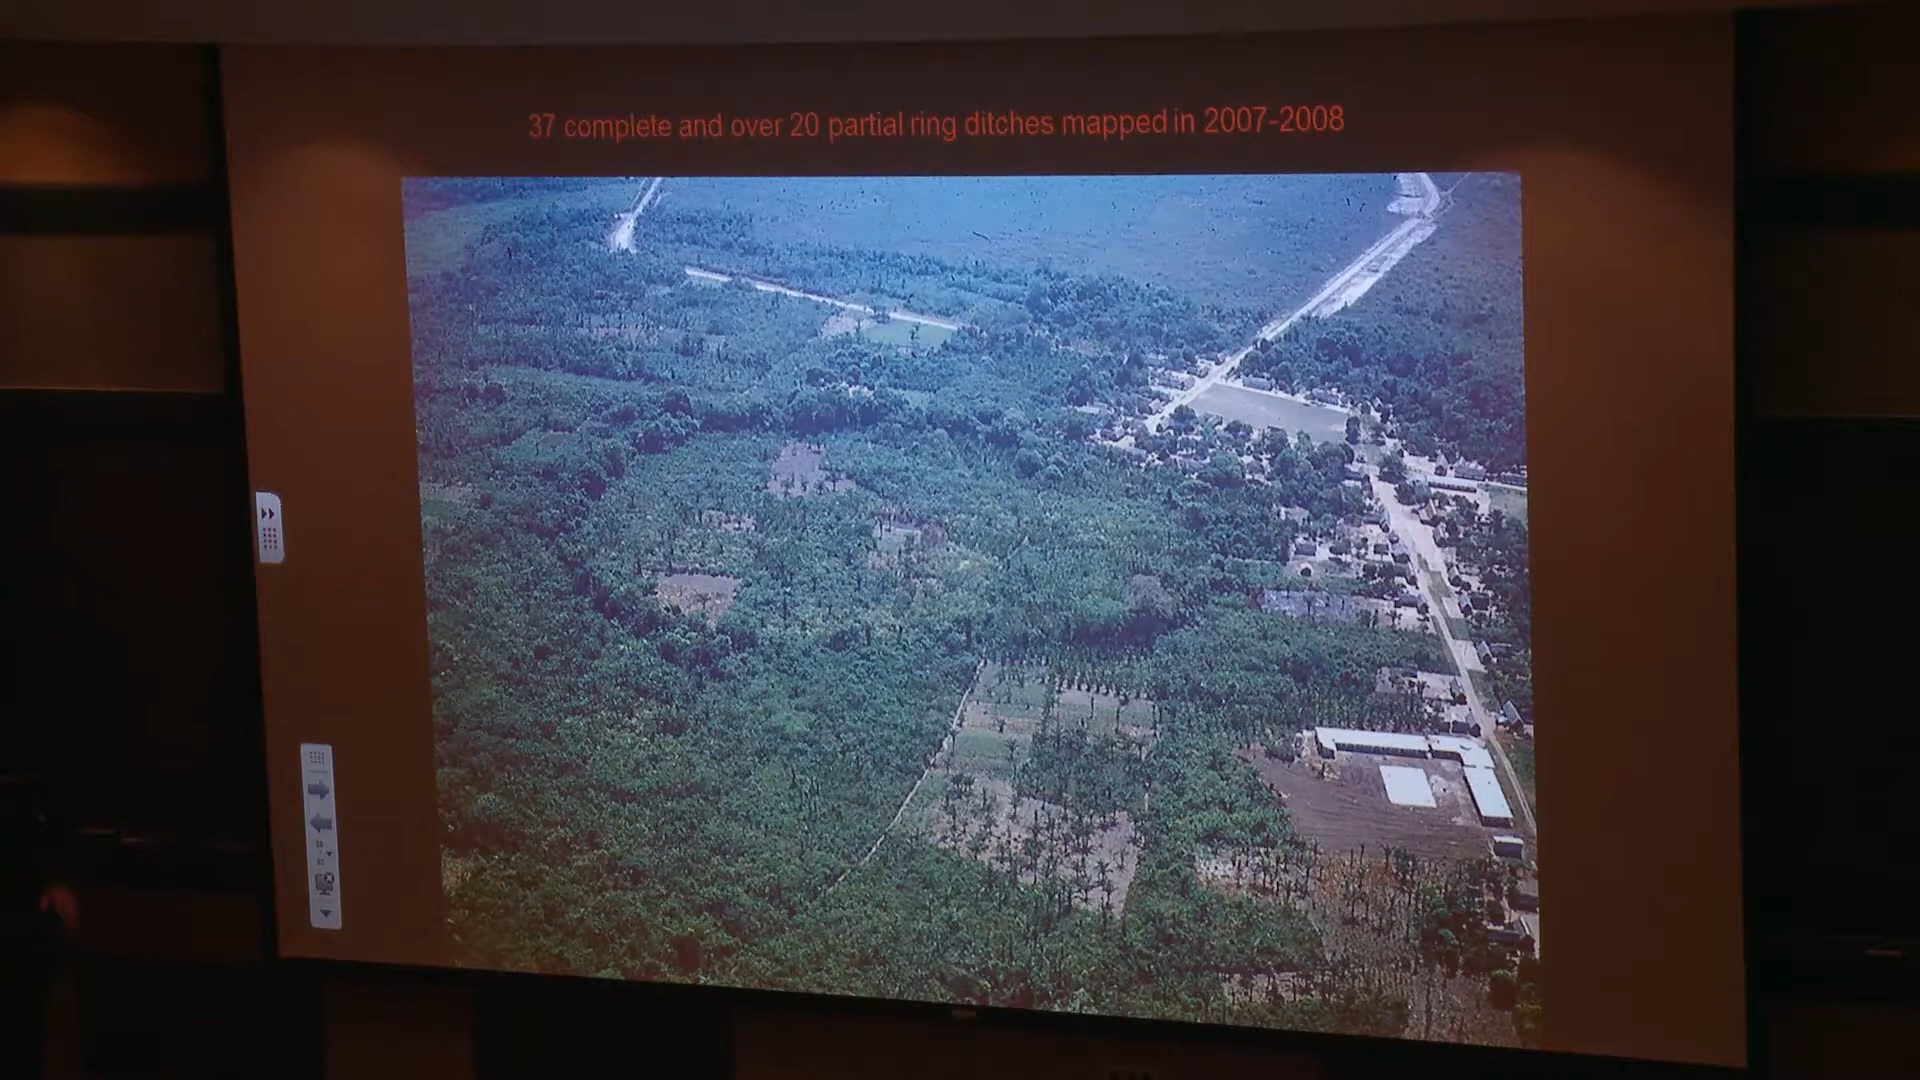 37 complete and over 20 partial ring ditches mapped in 2007-2008